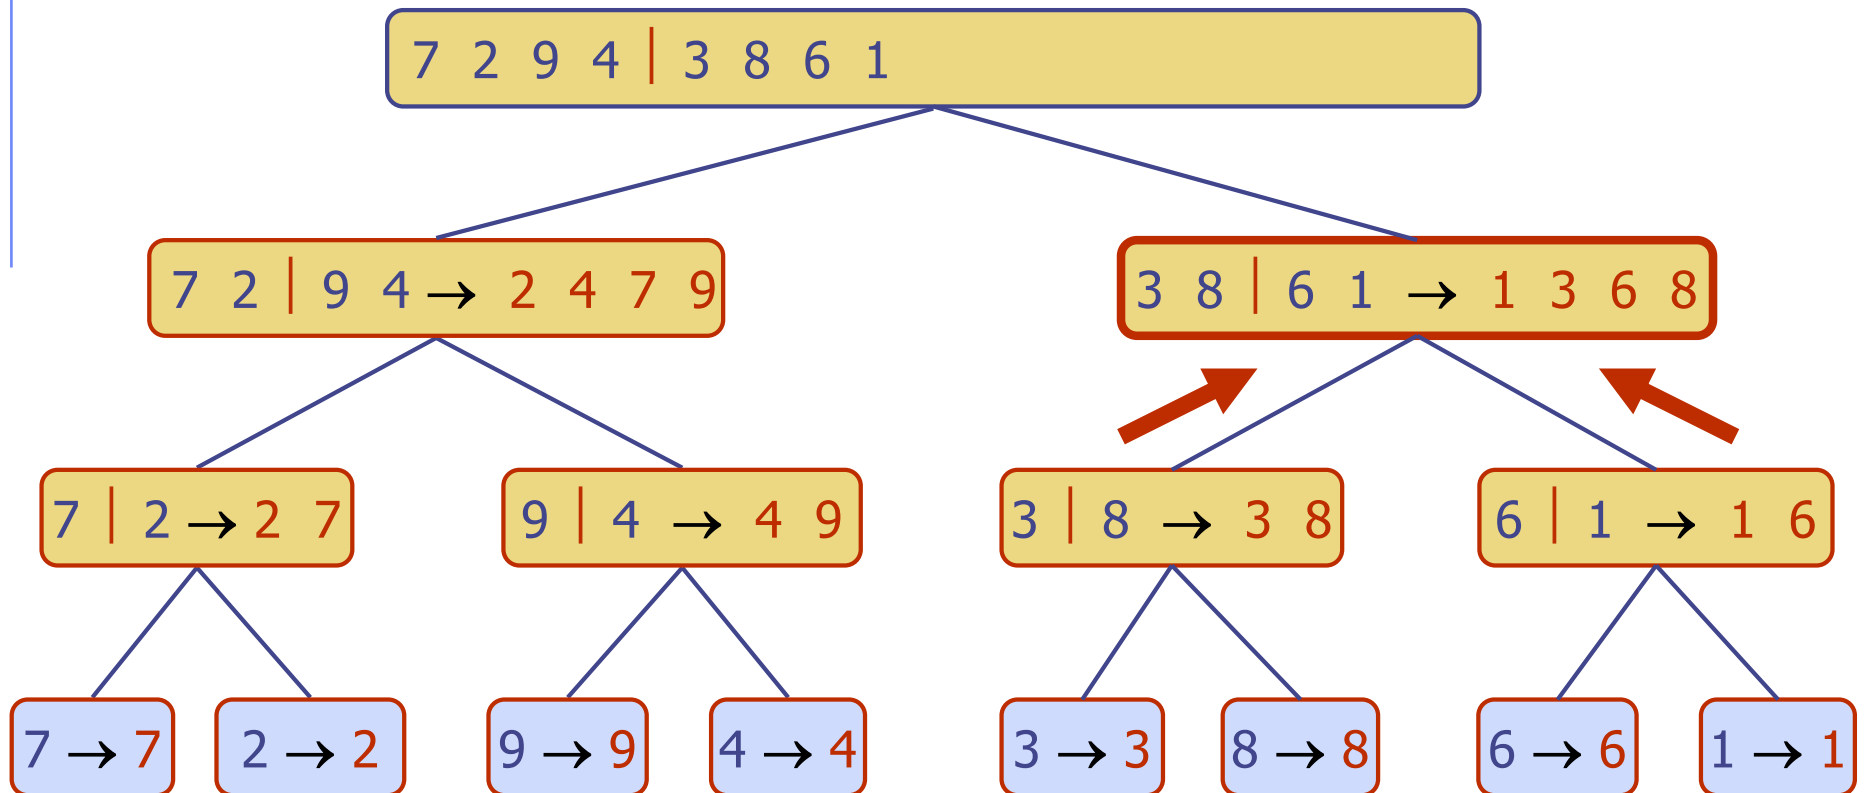 7 2 9 4 | 3 8 6 1
7 2 | 9 4 → 2 4 7 9
3 8 | 6 1 → 1 3 6 8
7 | 2 → 2 7
9 | 4 → 4 9
3 | 8 → 3 8
6 | 1 → 1 6
7 → 7
2 → 2
9 → 9
4 → 4
3 → 3
8 → 8
6 → 6
1 → 1